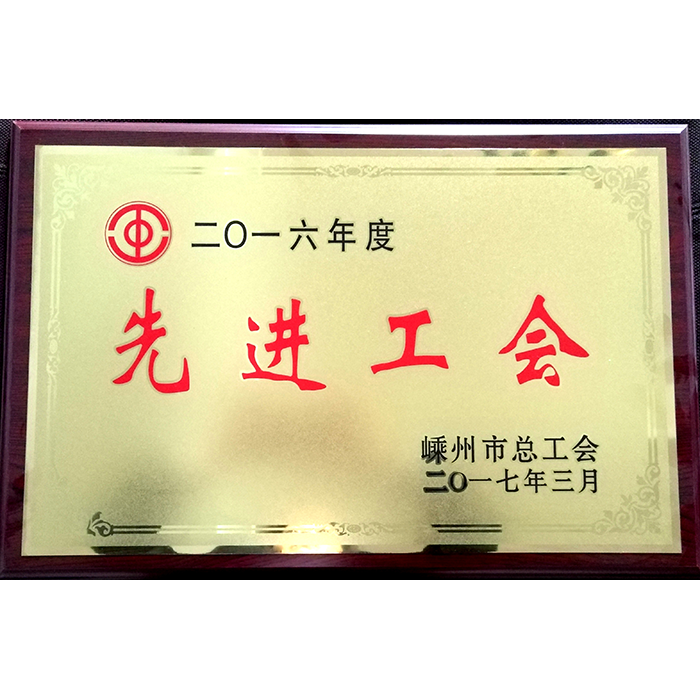 二〇一六年度
先进工会
嵊州市总工会
二〇一七年三月